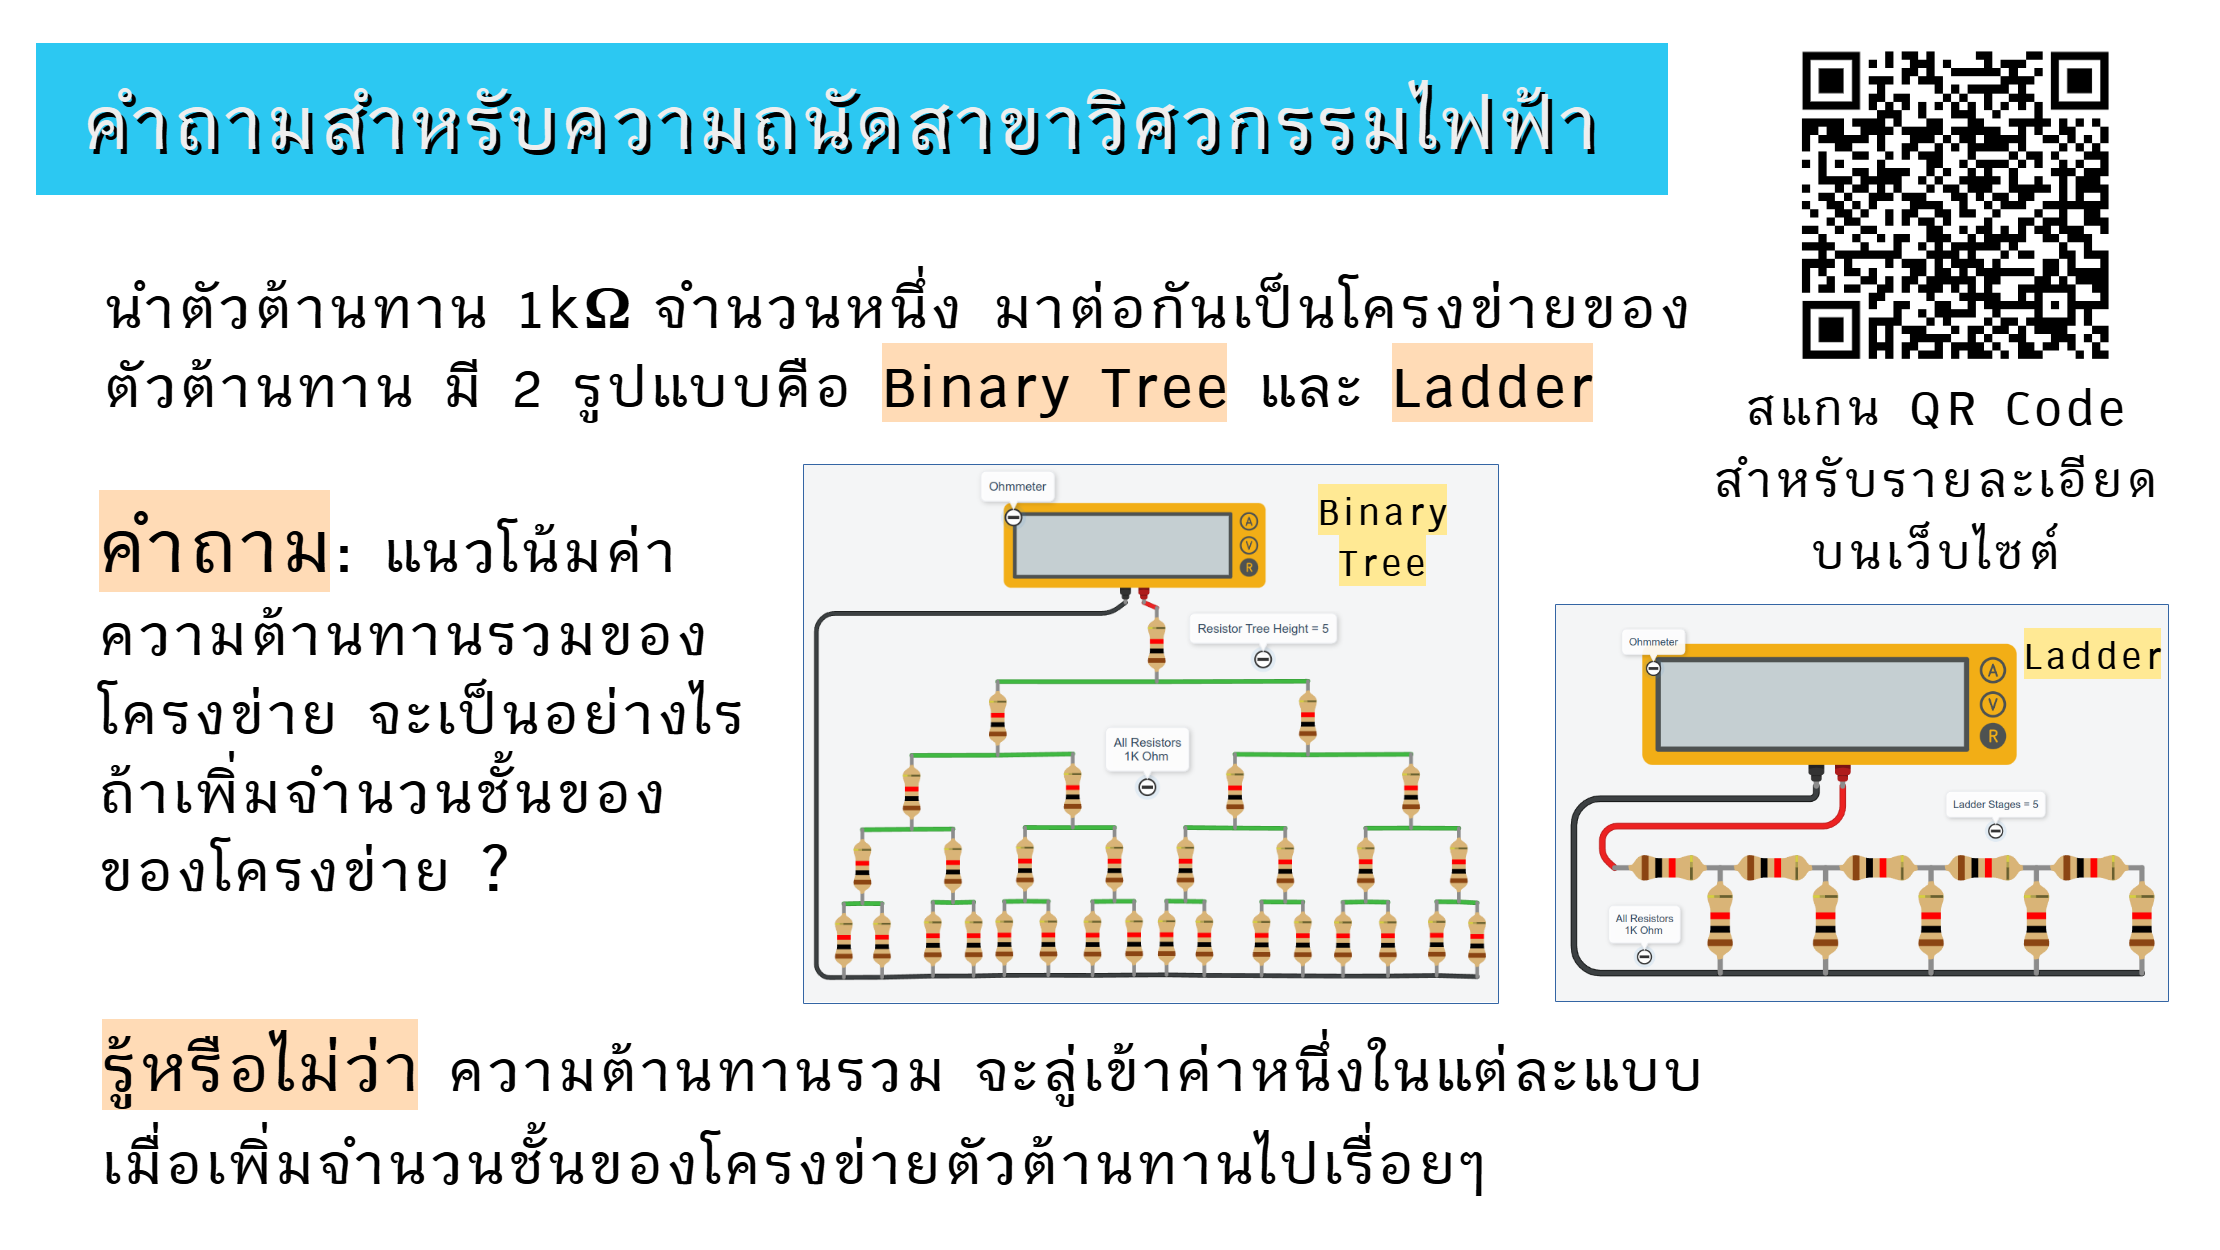 คำถามสำหรับความถนัดสาขาวิศวกรรมไฟฟ้า
นำตัวต้านทาน 1kΩ จำนวนหนึ่ง มาต่อกันเป็นโครงข่ายของ
ตัวต้านทาน มี 2 รูปแบบคือ Binary Tree และ Ladder
สแกน QR Code
สำหรับรายละเอียด
บนเว็บไซต์
คำถาม: แนวโน้มค่า
ความต้านทานรวมของ
โครงข่าย จะเป็นอย่างไร
ถ้าเพิ่มจำนวนชั้นของ
ของโครงข่าย ?
Ohmmeter
A
V
R
Binary
Tree
Resistor Tree Height = 5
All Resistors
1K Ohm
Ohmmeter
A
V
R
Ladder
Ladder Stages = 5
All Resistors
1K Ohm
รู้หรือไม่ว่า ความต้านทานรวม จะลู่เข้าค่าหนึ่งในแต่ละแบบ
เมื่อเพิ่มจำนวนชั้นของโครงข่ายตัวต้านทานไปเรื่อยๆ